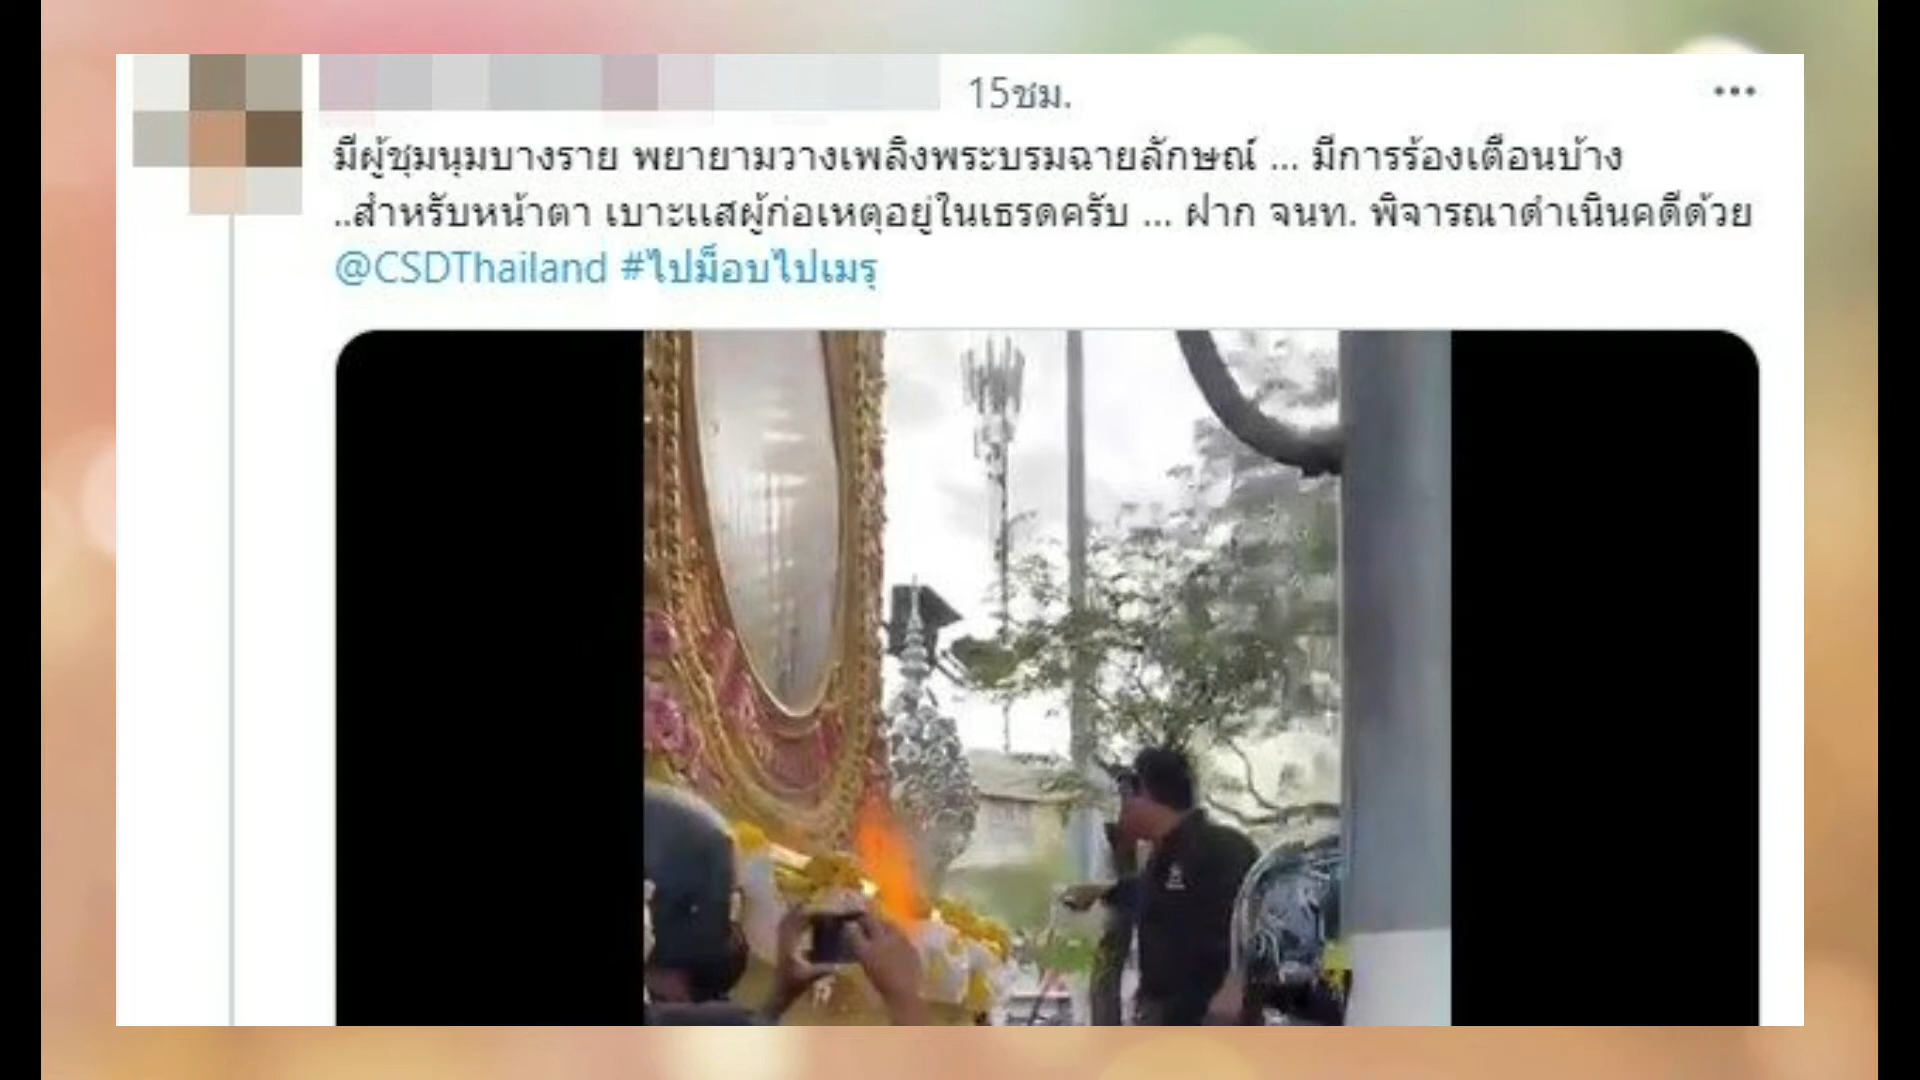 15ชม.
มีผู้ชุมนุมบางราย พยายามวางเพลิงพระบรมฉายลักษณ์ ... มีการร้องเตือนบ้าง
..สำหรับหน้าตา เบาะแสผู้ก่อเหตุอยู่ในเธรดครับ ... ฝาก จนท. พิจารณาดำเนินคดีด้วย
@CSDThailand #ไปม็อบไปเมรุ